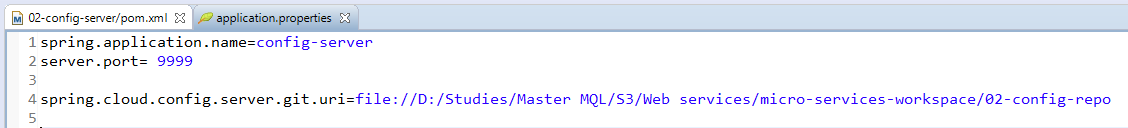 02-config-server/pom.xml application.properties
1 spring.application.name=config-server
2 server.port= 9999
3
4 spring.cloud.config.server.git.uri=file://D:/Studies/Master MQL/S3/Web services/micro-services-workspace/02-config-repo
5